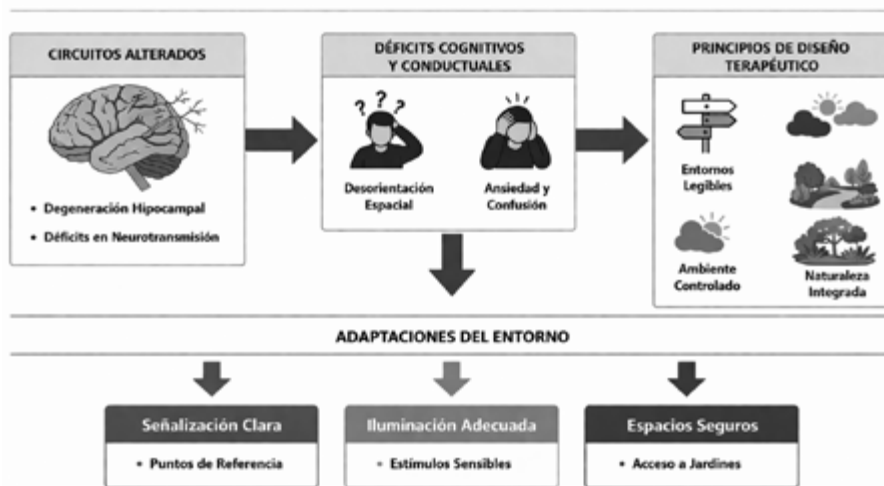 CIRCUITOS ALTERADOS
• Degeneración Hipocampal
• Déficits en Neurotransmisión
DÉFICITS COGNITIVOS
Y CONDUCTUALES
? ? ?
Desorientación
Espacial
Ansiedad y
Confusión
PRINCIPIOS DE DISEÑO
TERAPÉUTICO
Entornos
Legibles
Ambiente
Controlado
Naturaleza
Integrada
ADAPTACIONES DEL ENTORNO
Señalización Clara
• Puntos de Referencia
Iluminación Adecuada
• Estímulos Sensibles
Espacios Seguros
• Acceso a Jardines